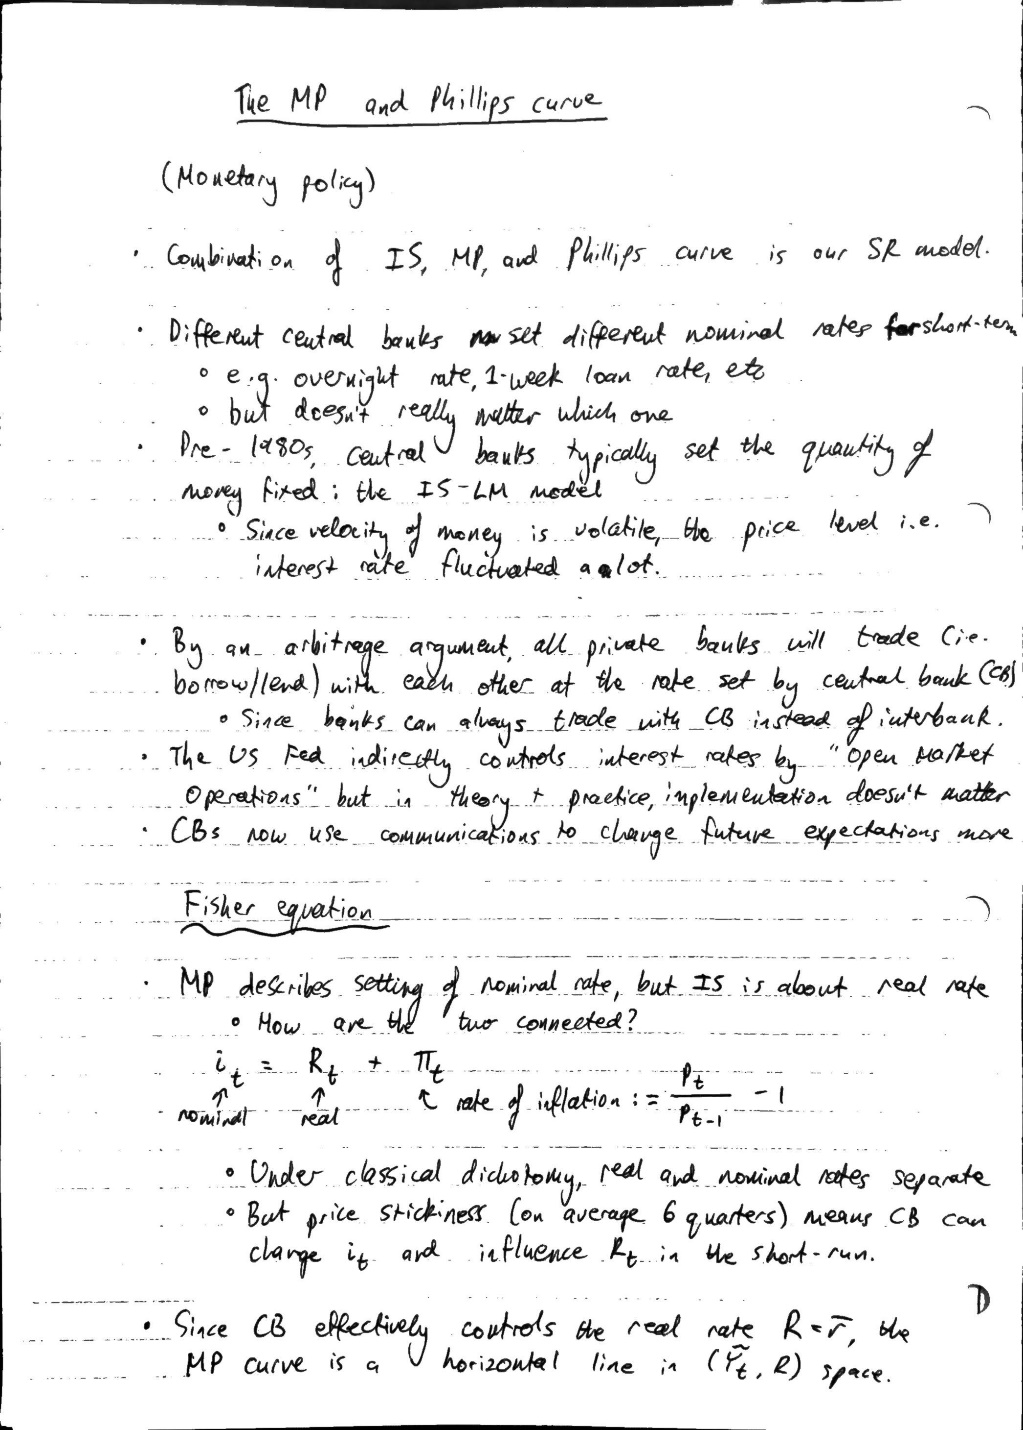 The MP and Phillips curve
(Monetary policy)
· Combination of IS, MP, and Phillips curve is our SR model.
· Different central banks set different nominal rates for short-term
∘ e.g. overnight rate, 1-week loan rate, etc
∘ but doesn't really matter which one
· Pre-1980s, central banks typically set the quantity of
money fixed: the IS-LM model
∘ Since velocity of money is volatile, the price level i.e.
interest rate fluctuated a lot.
· By an arbitrage argument, all private banks will trade (i.e.
borrow/lend) with each other at the rate set by central bank (CB)
∘ Since banks can always trade with CB instead of interbank.
· The US Fed indirectly controls interest rates by "Open Market
Operations" but in theory + practice, implementation doesn't matter
· CBs now use communications to change future expectations more
Fisher equation
· MP describes setting of nominal rate, but IS is about real rate
∘ How are the two connected?
i_t = R_t + π_t
↑ nominal ↑ real ↖ rate of inflation := P_t / P_{t-1} - 1
∘ Under classical dichotomy, real and nominal rates separate
∘ But price stickiness (on average 6 quarters) means CB can
change i_t and influence R_t in the short-run.
· Since CB effectively controls the real rate R = r̄, the
MP curve is a horizontal line in (Ỹ_t, R) space.